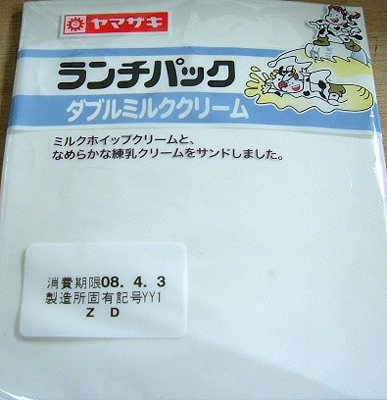 ヤマザキ
ランチパック
ダブルミルククリーム
ミルクホイップクリームと、
なめらかな練乳クリームをサンドしました。
消費期限08. 4. 3
製造所固有記号YY1
Z D